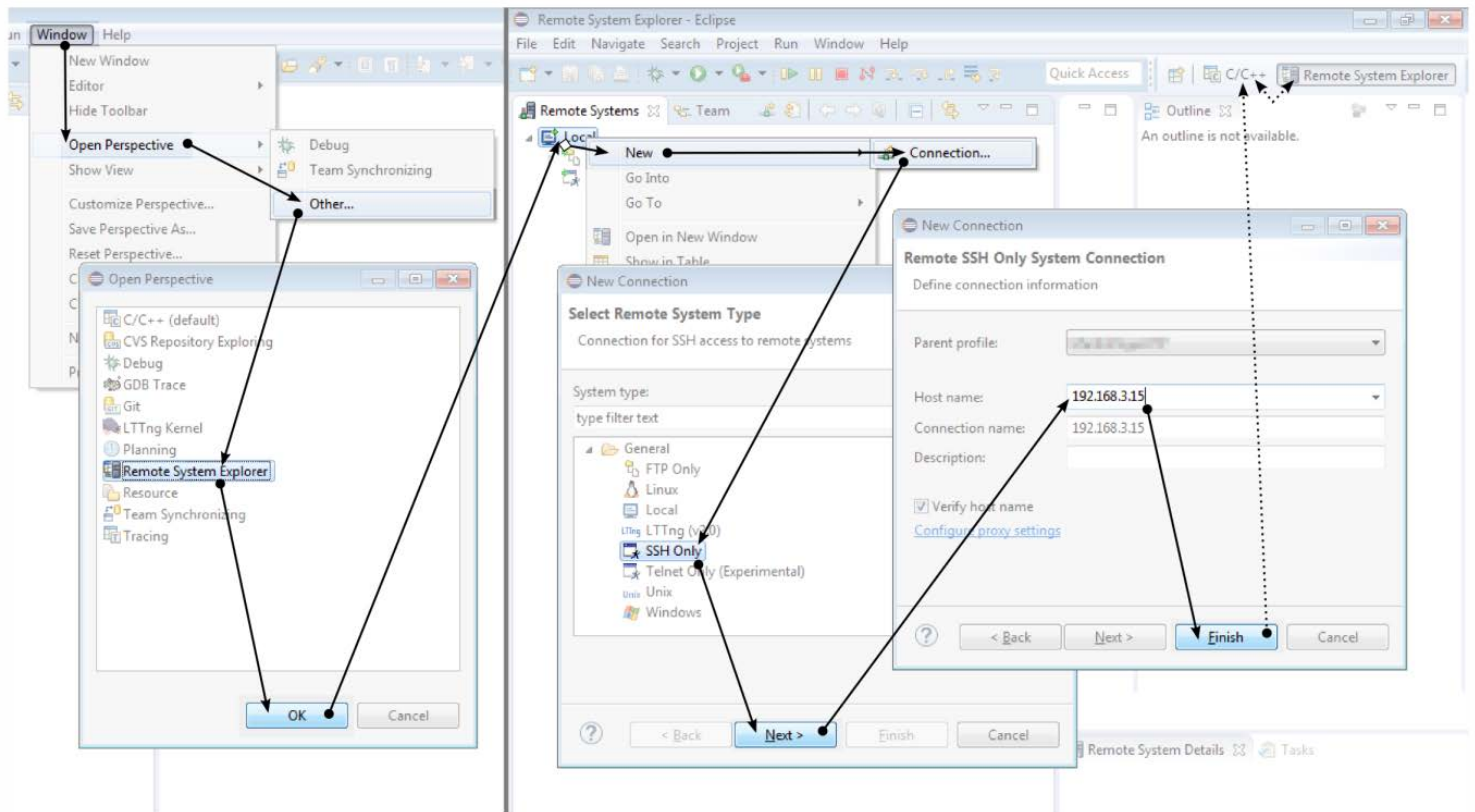 un Window Help
New Window
Editor
Hide Toolbar
Open Perspective
Debug
Show View
Team Synchronizing
Customize Perspective...
Other...
Save Perspective As...
Reset Perspective...
C
C
N
P
Open Perspective
C/C++ (default)
CVS Repository Exploring
Debug
GDB Trace
Git
LTTng Kernel
Planning
Remote System Explorer
Resource
Team Synchronizing
Tracing
OK Cancel
Remote System Explorer - Eclipse
File Edit Navigate Search Project Run Window Help
Quick Access C/C++ Remote System Explorer
Remote Systems Team
Outline
An outline is not available.
Local
New
Connection...
Go Into
Go To
Open in New Window
Show in Table
New Connection
Select Remote System Type
Connection for SSH access to remote systems
System type:
type filter text
General
FTP Only
Linux
Local
LTTng LTTng (v2.0)
SSH Only
Telnet Only (Experimental)
Unix Unix
Windows
? < Back Next > Finish Cancel
New Connection
Remote SSH Only System Connection
Define connection information
Parent profile:
Host name: 192.168.3.15
Connection name: 192.168.3.15
Description:
Verify host name
Configure proxy settings
? < Back Next > Finish Cancel
Remote System Details Tasks